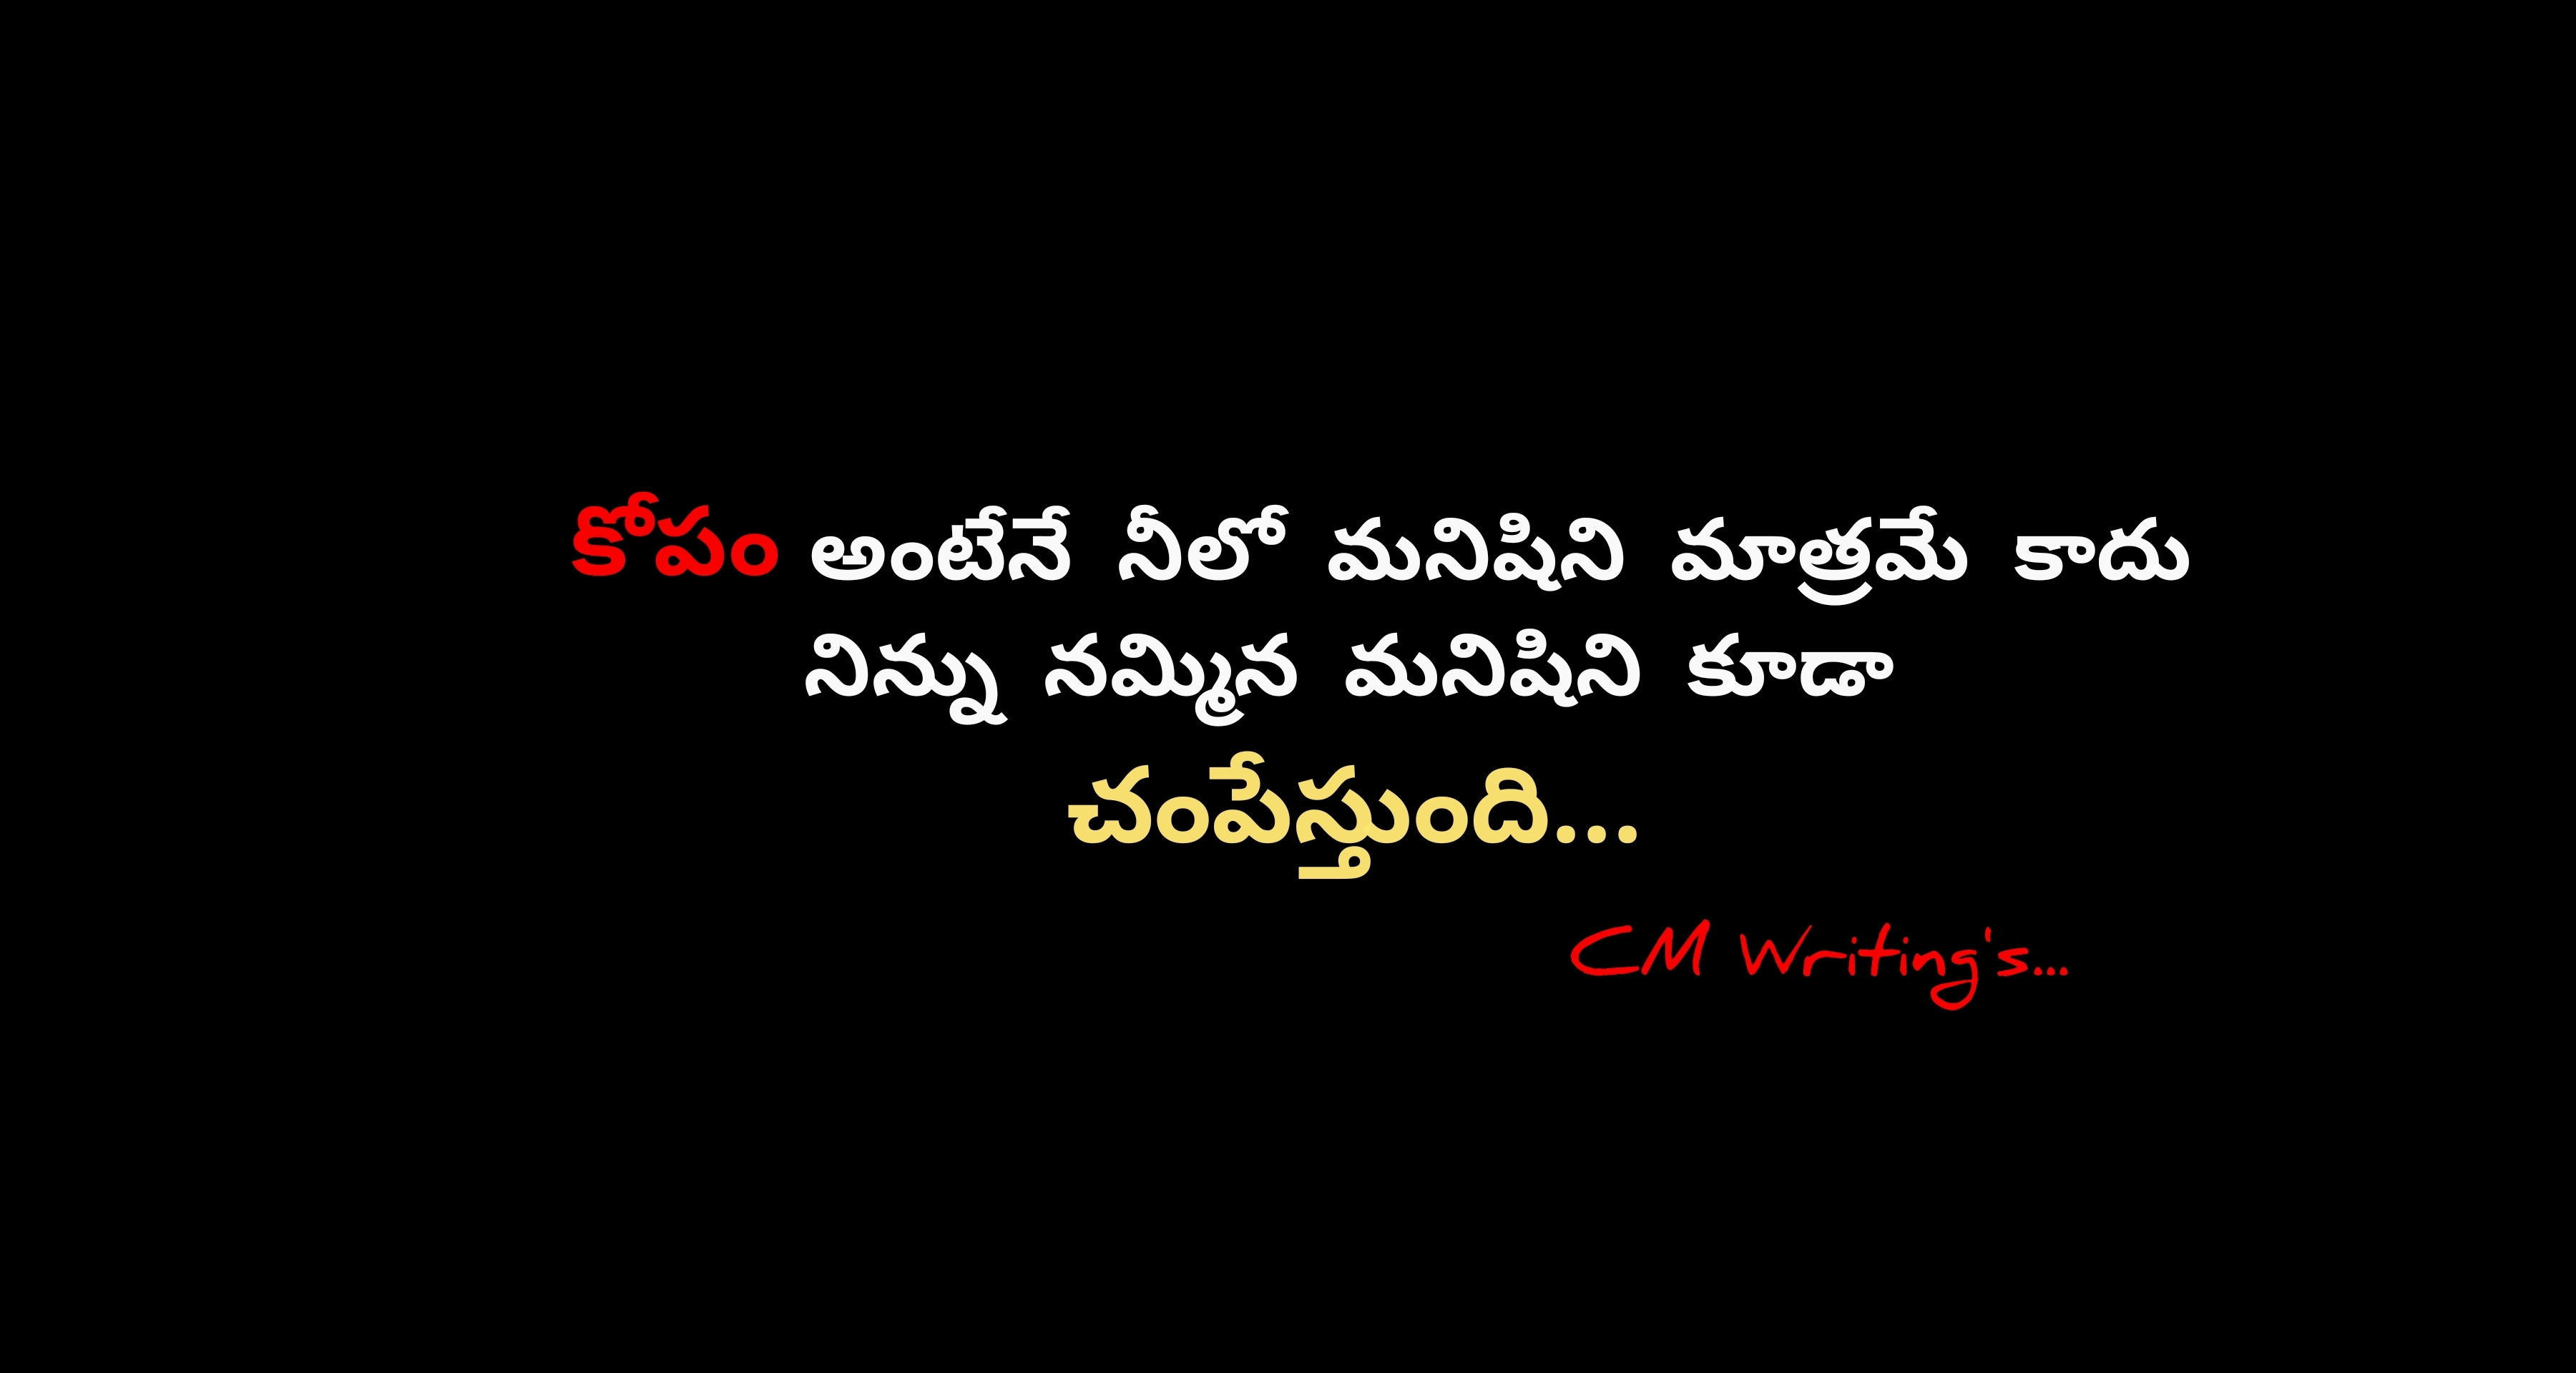 కోపం అంటేనే నీలో మనిషిని మాత్రమే కాదు
నిన్ను నమ్మిన మనిషిని కూడా
చంపేస్తుంది...
CM Writing's...